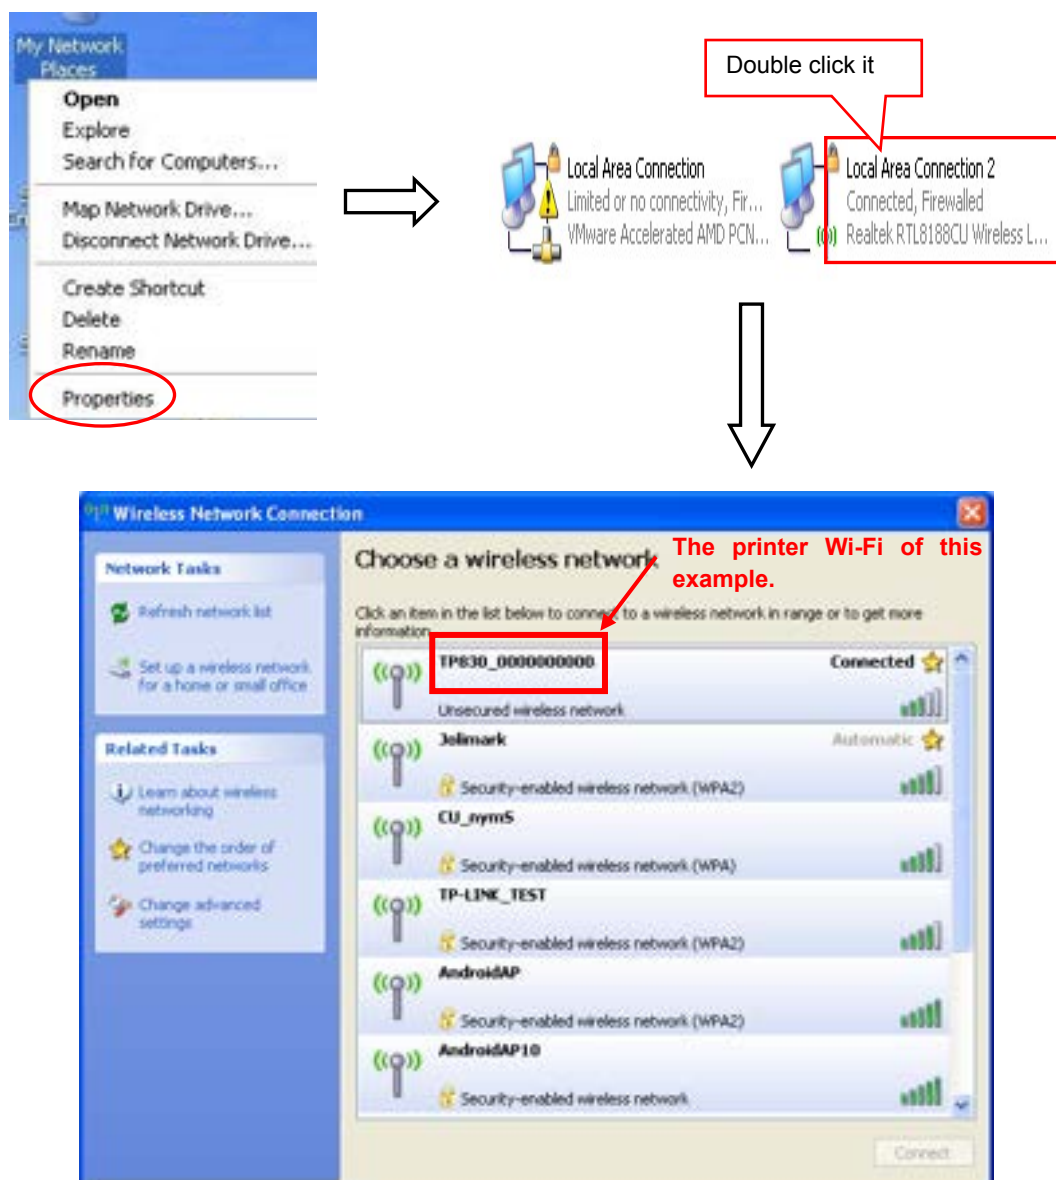 My Network
Places
Open
Explore
Search for Computers...
Map Network Drive...
Disconnect Network Drive...
Create Shortcut
Delete
Rename
Properties
Double click it
Local Area Connection
Limited or no connectivity, Fir...
VMware Accelerated AMD PCN...
Local Area Connection 2
Connected, Firewalled
Realtek RTL8188CU Wireless L...
Wireless Network Connection
Network Tasks
Refresh network list
Set up a wireless network
for a home or small office
Related Tasks
Learn about wireless
networking
Change the order of
preferred networks
Change advanced
settings
Choose a wireless network
The printer Wi-Fi of this
example.
Click an item in the list below to connect to a wireless network in range or to get more
information.
TP830_0000000000
Connected
Unsecured wireless network
Jolimark
Automatic
Security-enabled wireless network (WPA2)
CU_nymS
Security-enabled wireless network (WPA)
TP-LINK_TEST
Security-enabled wireless network (WPA2)
AndroidAP
Security-enabled wireless network (WPA2)
AndroidAP10
Security-enabled wireless network
Connect